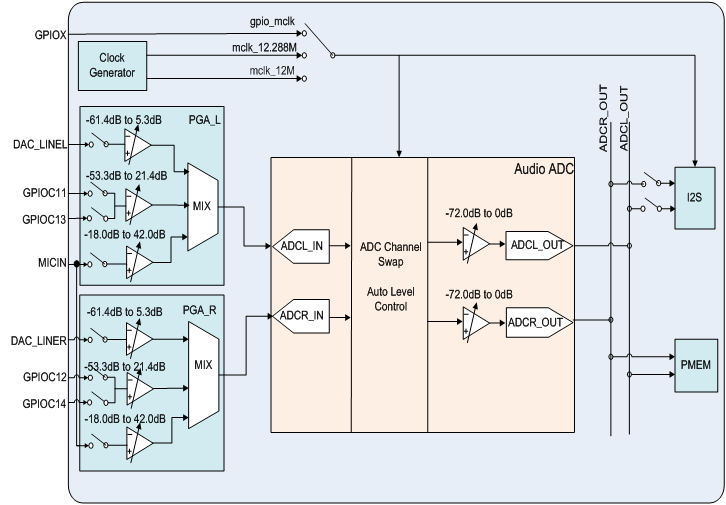 gpio_mclk
GPIOX
Clock
Generator
mclk_12.288M
mclk_12M
ADCR_OUT
ADCL_OUT
-61.4dB to 5.3dB
PGA_L
DAC_LINEL
-53.3dB to 21.4dB
GPIOC11
MIX
GPIOC13
-18.0dB to 42.0dB
MICIN
Audio ADC
I2S
-72.0dB to 0dB
ADCL_IN
ADC Channel
Swap
ADCL_OUT
Auto Level
Control
-72.0dB to 0dB
ADCR_IN
ADCR_OUT
-61.4dB to 5.3dB
PGA_R
DAC_LINER
-53.3dB to 21.4dB
GPIOC12
MIX
GPIOC14
-18.0dB to 42.0dB
PMEM